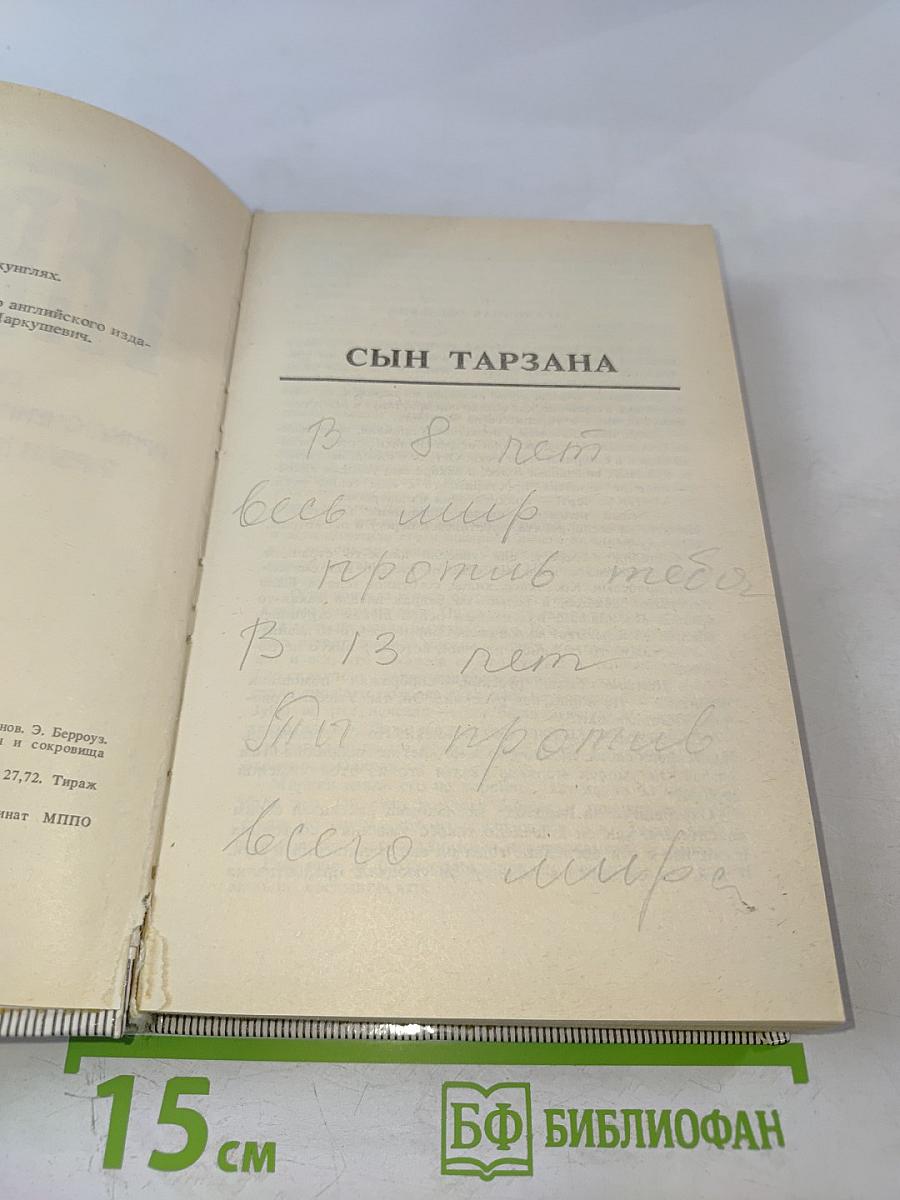 кунглях.
английского изда-
Маркушевич.
нов. Э. Берроуз.
и сокровища
27,72. Тираж
инат МППО
СЫН ТАРЗАНА
В 8 лет
весь мир
против тебя
В 13 лет
Ты против
всего мира
15 см
БФ БИБЛИОФАН